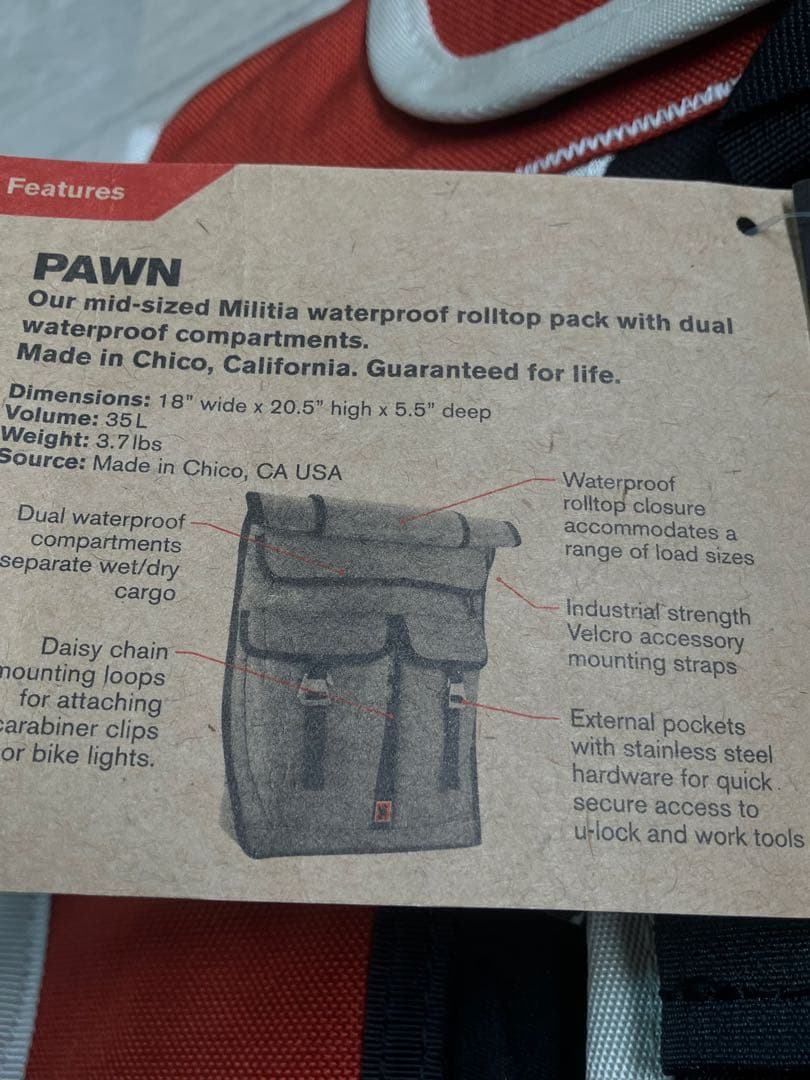 Features
PAWN
Our mid-sized Militia waterproof rolltop pack with dual
waterproof compartments.
Made in Chico, California. Guaranteed for life.
Dimensions: 18" wide x 20.5" high x 5.5" deep
Volume: 35L
Weight: 3.7lbs
Source: Made in Chico, CA USA
Dual waterproof
compartments
separate wet/dry
cargo
Daisy chain
mounting loops
for attaching
carabiner clips
or bike lights.
Waterproof
rolltop closure
accommodates a
range of load sizes
Industrial strength
Velcro accessory
mounting straps
External pockets
with stainless steel
hardware for quick
secure access to
u-lock and work tools